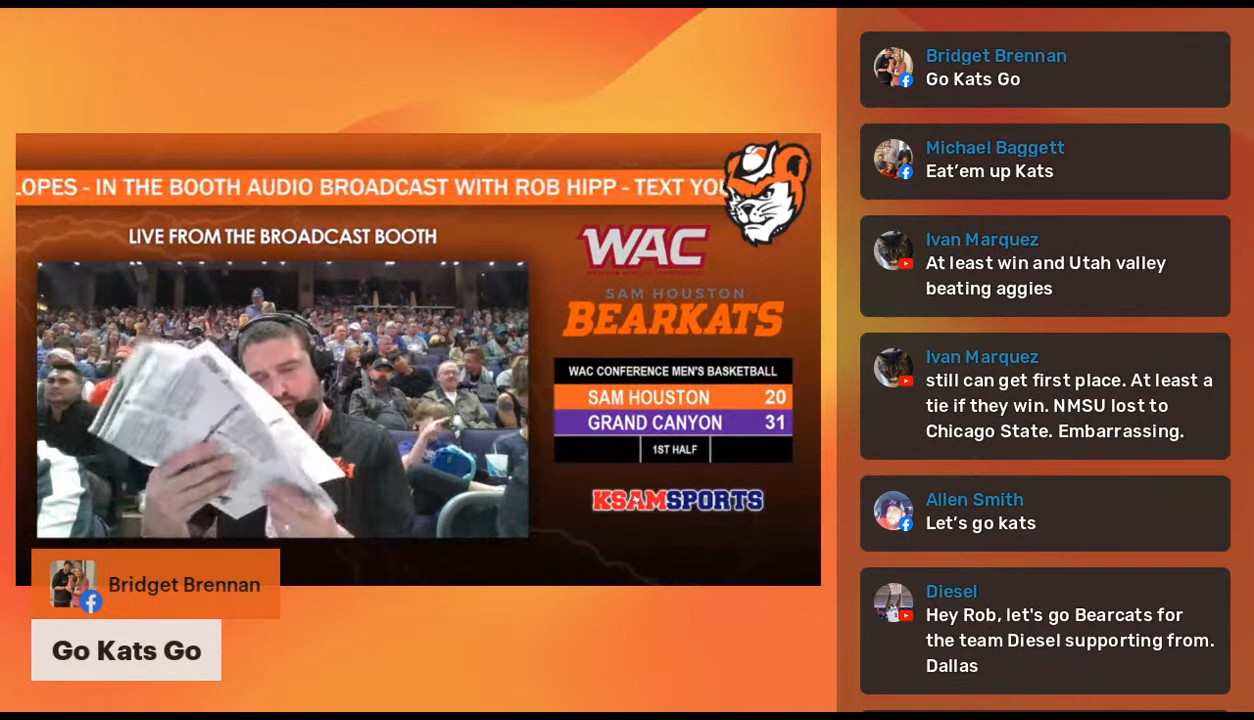 LOPES - IN THE BOOTH AUDIO BROADCAST WITH ROB HIPP - TEXT YOU
LIVE FROM THE BROADCAST BOOTH
WAC
SAM HOUSTON
BEARKATS
WAC CONFERENCE MEN'S BASKETBALL
SAM HOUSTON 20
GRAND CANYON 31
1ST HALF
KSAMSPORTS
Bridget Brennan
Go Kats Go
Bridget Brennan
Go Kats Go
Michael Baggett
Eat’em up Kats
Ivan Marquez
At least win and Utah valley
beating aggies
Ivan Marquez
still can get first place. At least a
tie if they win. NMSU lost to
Chicago State. Embarrassing.
Allen Smith
Let’s go kats
Diesel
Hey Rob, let's go Bearcats for
the team Diesel supporting from.
Dallas